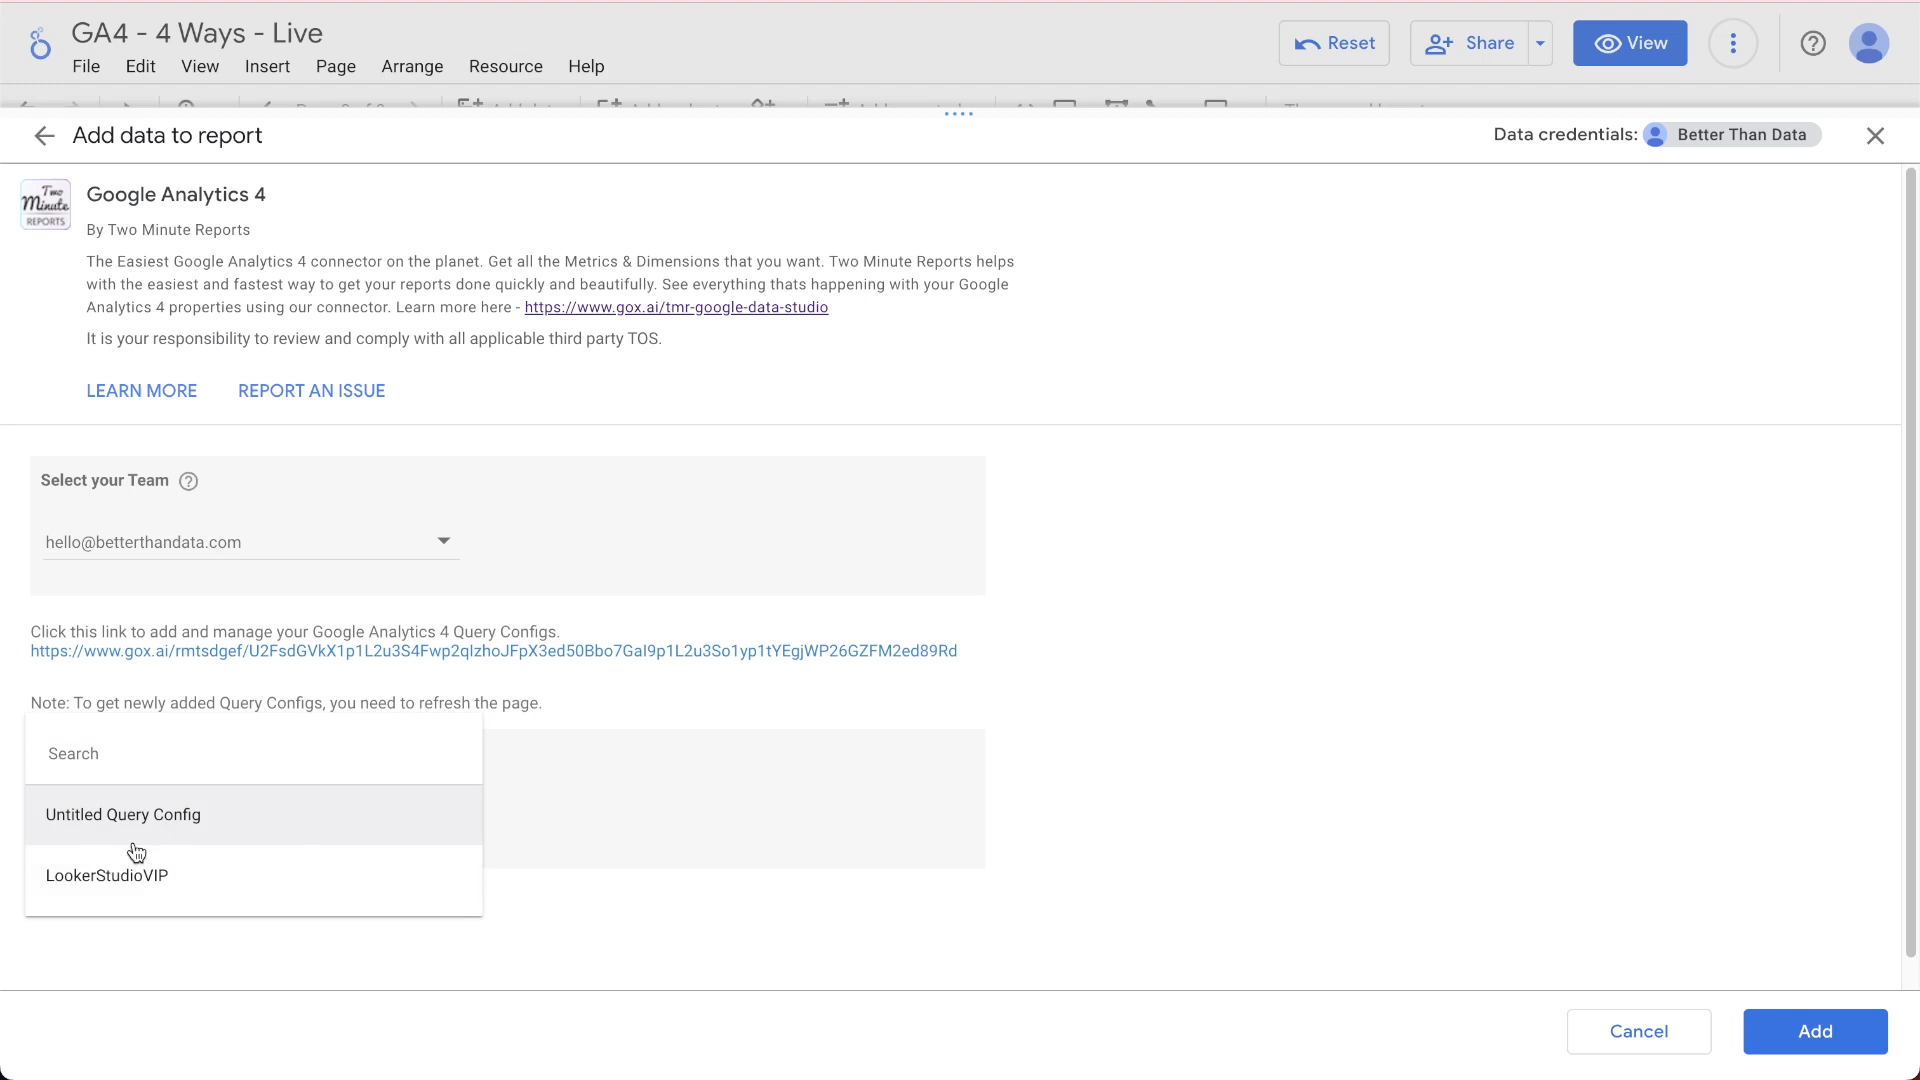 GA4 - 4 Ways - Live
File Edit View Insert Page Arrange Resource Help
Reset Share View
Add data to report
Data credentials: Better Than Data
Two
Minute
REPORTS
Google Analytics 4
By Two Minute Reports
The Easiest Google Analytics 4 connector on the planet. Get all the Metrics & Dimensions that you want. Two Minute Reports helps
with the easiest and fastest way to get your reports done quickly and beautifully. See everything thats happening with your Google
Analytics 4 properties using our connector. Learn more here - https://www.gox.ai/tmr-google-data-studio
It is your responsibility to review and comply with all applicable third party TOS.
LEARN MORE REPORT AN ISSUE
Select your Team
hello@betterthandata.com
Click this link to add and manage your Google Analytics 4 Query Configs.
https://www.gox.ai/rmtsdgef/U2FsdGVkX1p1L2u3S4Fwp2qlzhoJFpX3ed50Bbo7Gal9p1L2u3So1yp1tYEgjWP26GZFM2ed89Rd
Note: To get newly added Query Configs, you need to refresh the page.
Search
Untitled Query Config
LookerStudioVIP
Cancel Add